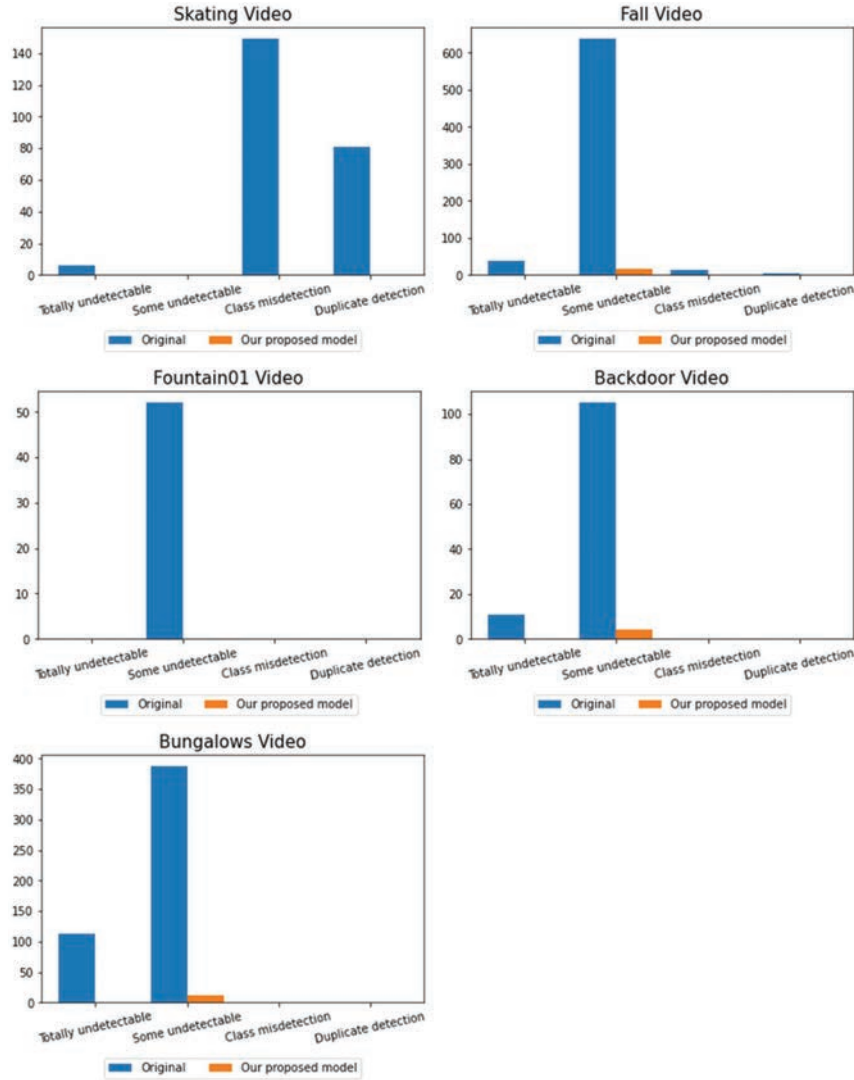 Skating Video
140
120
100
80
60
40
20
0
Totally undetectable Some undetectable Class misdetection Duplicate detection
Original Our proposed model
Fall Video
600
500
400
300
200
100
0
Totally undetectable Some undetectable Class misdetection Duplicate detection
Original Our proposed model
Fountain01 Video
50
40
30
20
10
0
Totally undetectable Some undetectable Class misdetection Duplicate detection
Original Our proposed model
Backdoor Video
100
80
60
40
20
0
Totally undetectable Some undetectable Class misdetection Duplicate detection
Original Our proposed model
Bungalows Video
400
350
300
250
200
150
100
50
0
Totally undetectable Some undetectable Class misdetection Duplicate detection
Original Our proposed model